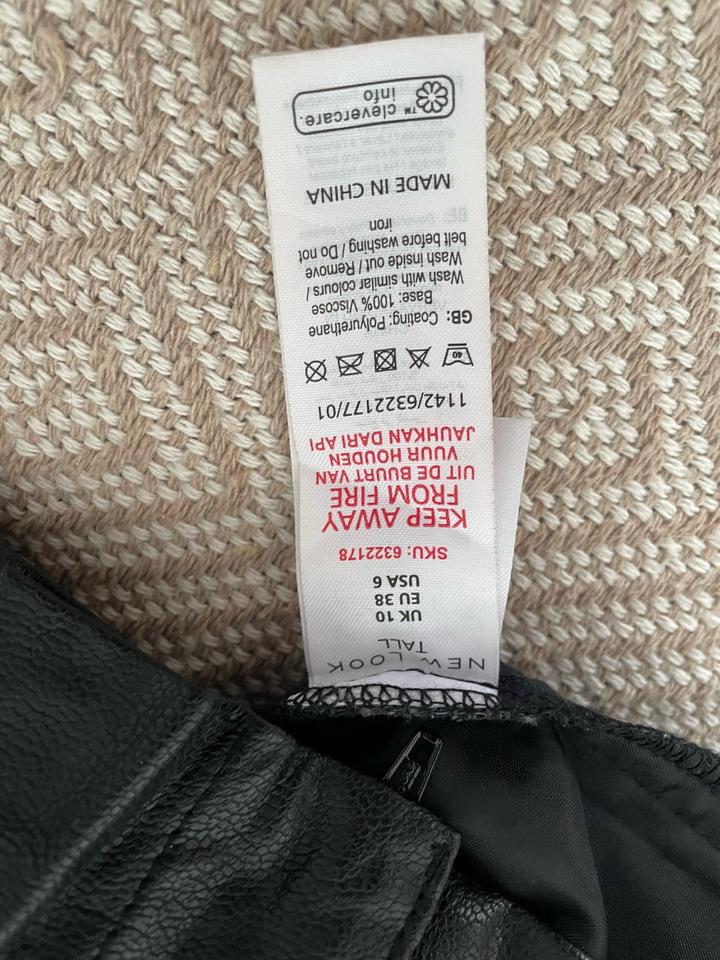 NEW LOOK
TALL
UK 10
EU 38
USA 6
SKU: 6322178
KEEP AWAY
FROM FIRE
UIT DE BUURT VAN
VUUR HOUDEN
JAUHKAN DARI API
1142/6322177/01
40
GB: Coating: Polyurethane
Base: 100% Viscose
Wash with similar colours /
Wash inside out / Remove
belt before washing / Do not
iron
MADE IN CHINA
™ clevercare.
info